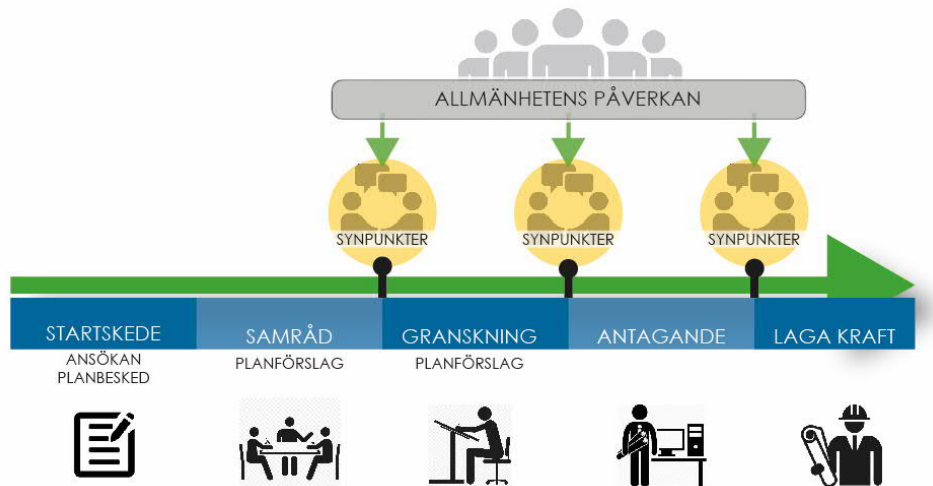 ALLMÄNHETENS PÅVERKAN
SYNPUNKTER
SYNPUNKTER
SYNPUNKTER
STARTSKEDE
SAMRÅD
GRANSKNING
ANTAGANDE
LAGA KRAFT
ANSÖKAN
PLANBESKED
PLANFÖRSLAG
PLANFÖRSLAG